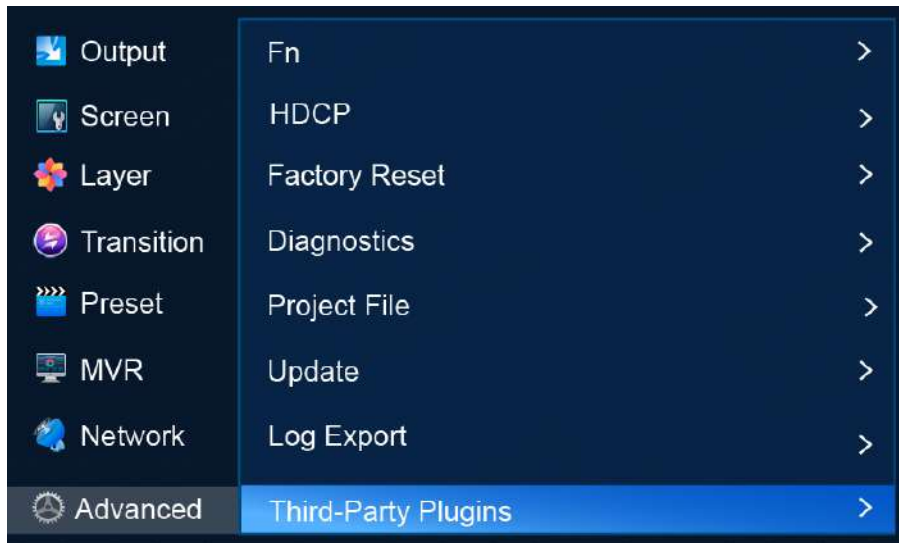 Output
Screen
Layer
Transition
Preset
MVR
Network
Advanced
Fn
HDCP
Factory Reset
Diagnostics
Project File
Update
Log Export
Third-Party Plugins